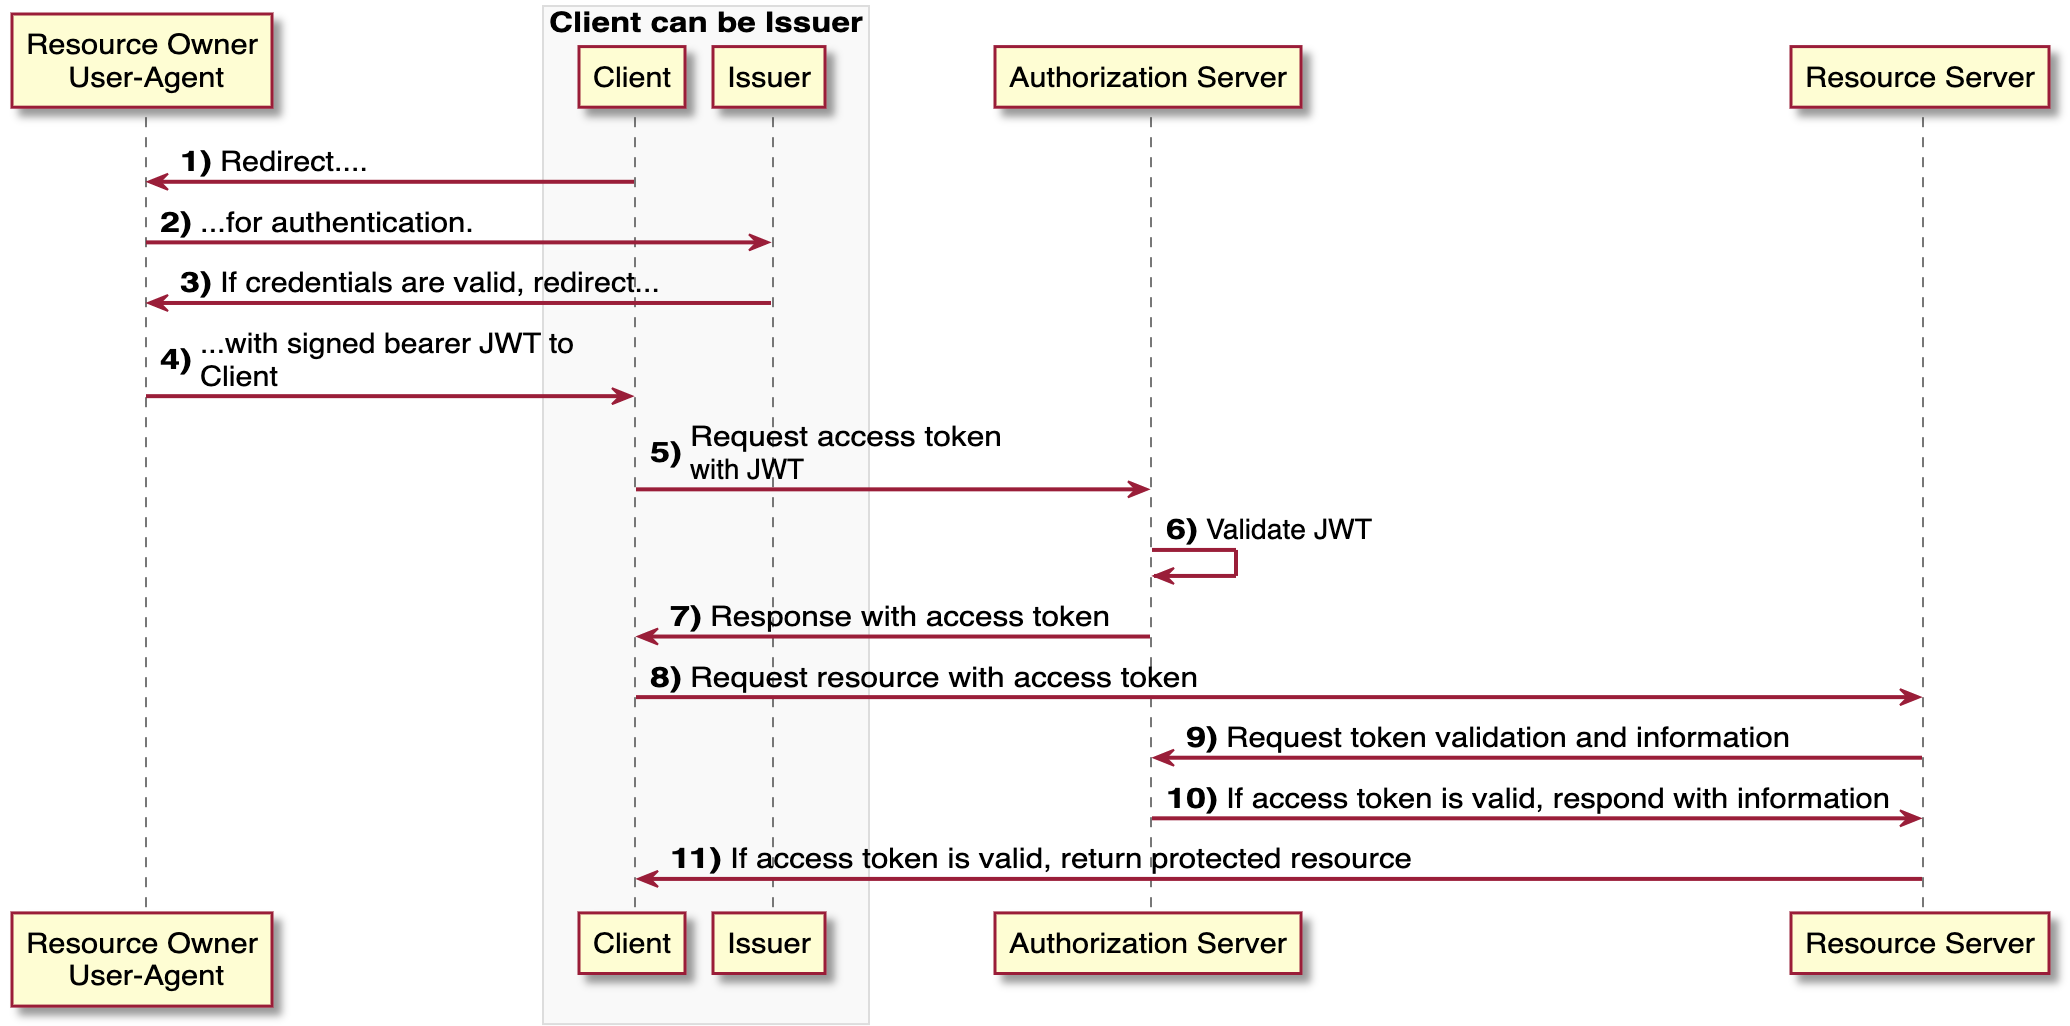 Client can be Issuer
Resource Owner
User-Agent
Client
Issuer
Authorization Server
Resource Server
1) Redirect....
2) ...for authentication.
3) If credentials are valid, redirect...
4) ...with signed bearer JWT to
Client
5) Request access token
with JWT
6) Validate JWT
7) Response with access token
8) Request resource with access token
9) Request token validation and information
10) If access token is valid, respond with information
11) If access token is valid, return protected resource
Resource Owner
User-Agent
Client
Issuer
Authorization Server
Resource Server